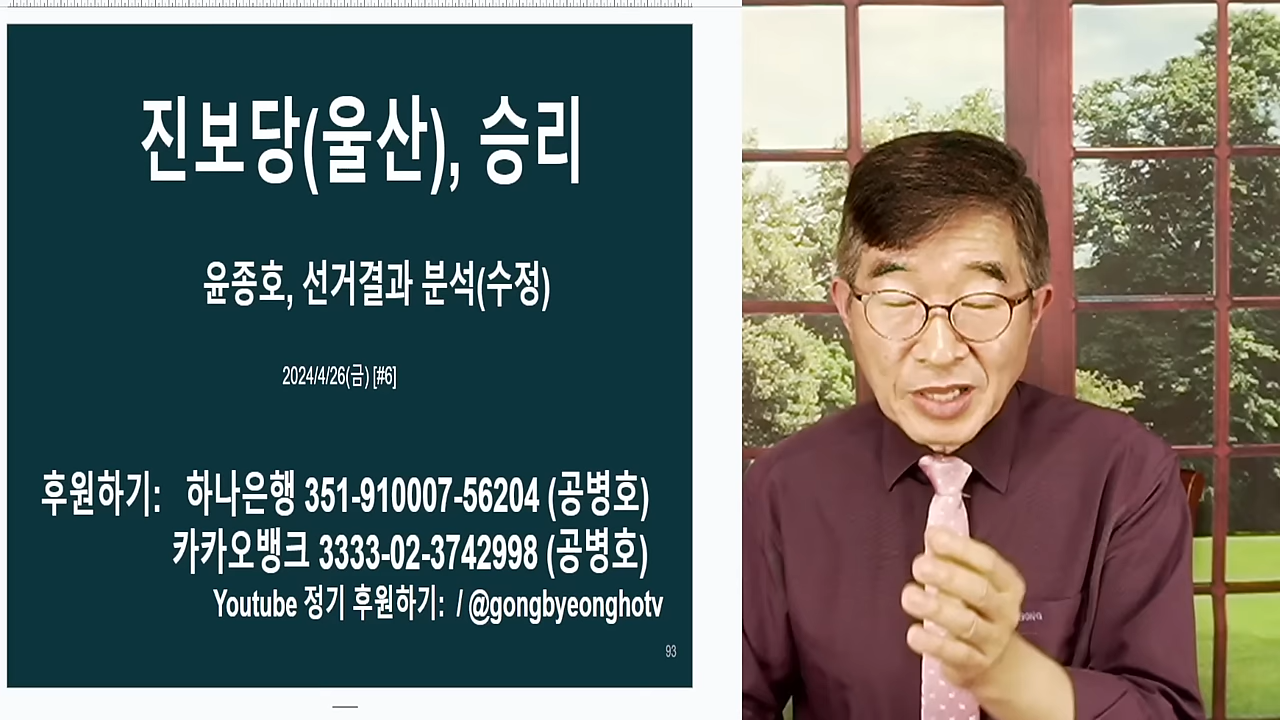 진보당(울산), 승리
윤종호, 선거결과 분석(수정)
2024/4/26(금) [#6]
후원하기: 하나은행 351-910007-56204 (공병호)
카카오뱅크 3333-02-3742998 (공병호)
Youtube 정기 후원하기: / @gongbyeonghotv
93